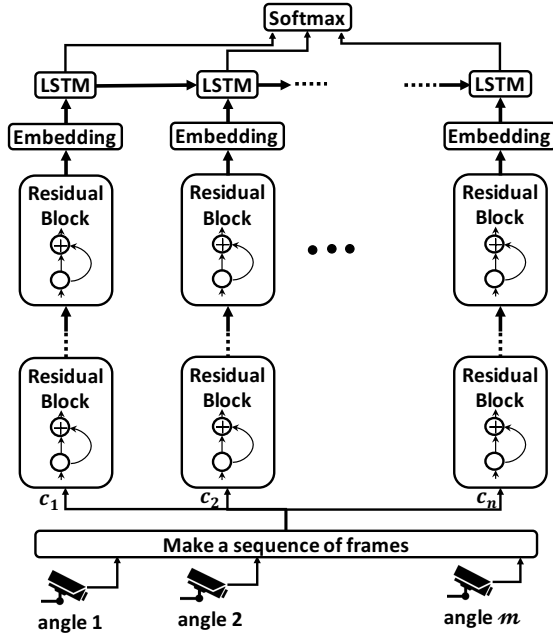 Softmax
LSTM LSTM ...... ...... LSTM
Embedding Embedding Embedding
Residual Block Residual Block Residual Block
Residual Block Residual Block Residual Block
c₁ c₂ cₙ
Make a sequence of frames
angle 1 angle 2 angle m